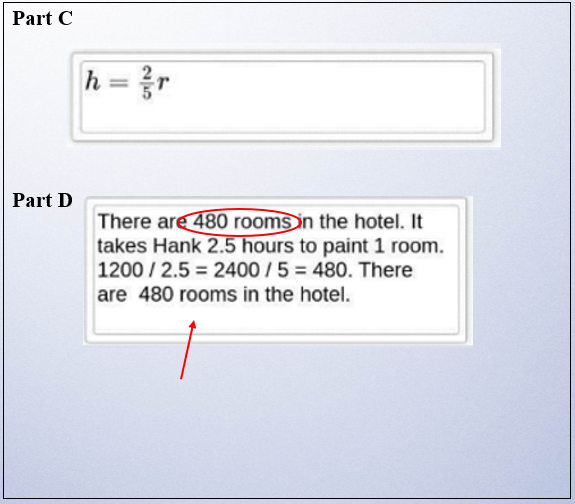 Part C
h = 2/5 r
Part D
There are 480 rooms in the hotel. It
takes Hank 2.5 hours to paint 1 room.
1200 / 2.5 = 2400 / 5 = 480. There
are 480 rooms in the hotel.